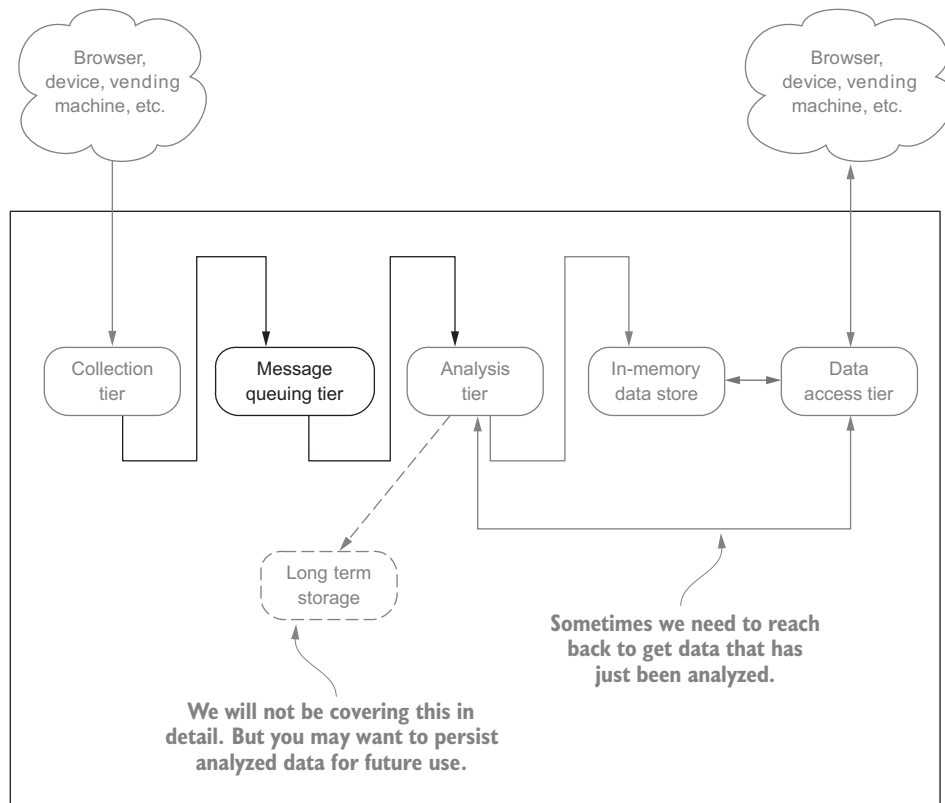 Browser,
device, vending
machine, etc.
Browser,
device, vending
machine, etc.
Collection
tier
Message
queuing tier
Analysis
tier
In-memory
data store
Data
access tier
Long term
storage
Sometimes we need to reach
back to get data that has
just been analyzed.
We will not be covering this in
detail. But you may want to persist
analyzed data for future use.